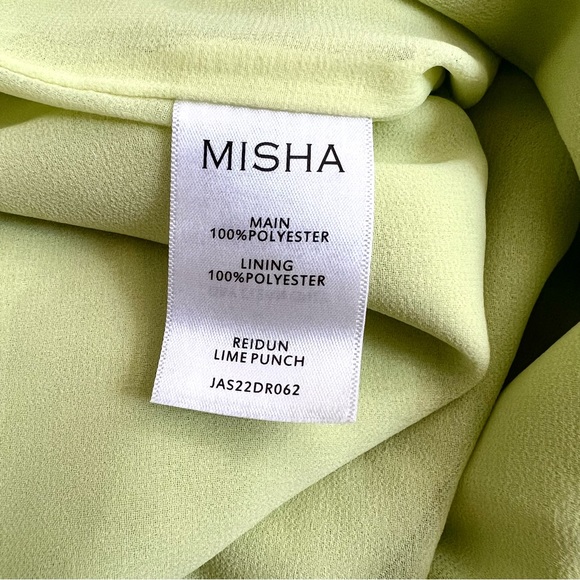 MISHA
MAIN
100%POLYESTER
LINING
100%POLYESTER
REIDUN
LIME PUNCH
JAS22DR062